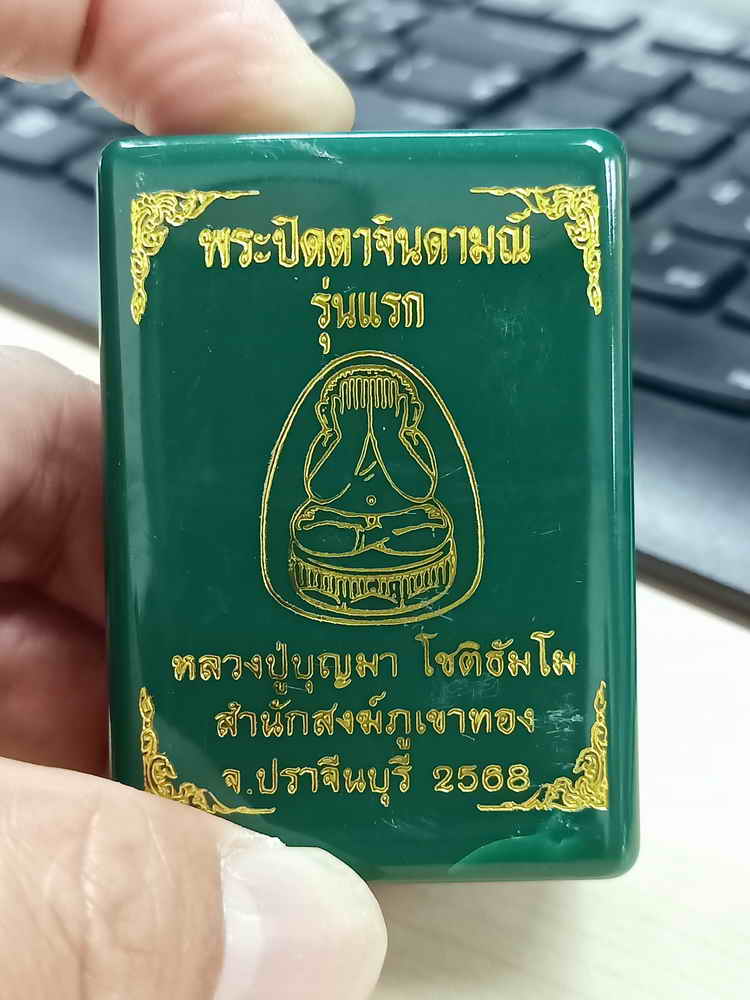 พระปิดตาจินดามณี
รุ่นแรก
หลวงปู่บุญมา โชติธัมโม
สำนักสงฆ์ภูเขาทอง
จ.ปราจีนบุรี 2568